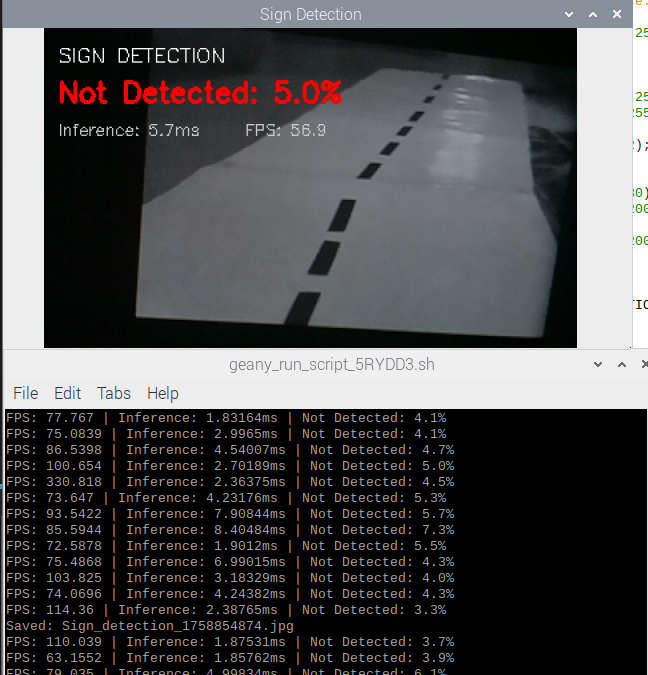 Sign Detection
SIGN DETECTION
Not Detected: 5.0%
Inference: 5.7ms FPS: 56.9
geany_run_script_5RYDD3.sh
File Edit Tabs Help
FPS: 77.767 | Inference: 1.83164ms | Not Detected: 4.1%
FPS: 75.0839 | Inference: 2.9965ms | Not Detected: 4.1%
FPS: 86.5398 | Inference: 4.54007ms | Not Detected: 4.7%
FPS: 100.654 | Inference: 2.70189ms | Not Detected: 5.0%
FPS: 330.818 | Inference: 2.36375ms | Not Detected: 4.5%
FPS: 73.647 | Inference: 4.23176ms | Not Detected: 5.3%
FPS: 93.5422 | Inference: 7.90844ms | Not Detected: 5.7%
FPS: 85.5944 | Inference: 8.40484ms | Not Detected: 7.3%
FPS: 72.5878 | Inference: 1.9012ms | Not Detected: 5.5%
FPS: 75.4868 | Inference: 6.99015ms | Not Detected: 4.3%
FPS: 103.825 | Inference: 3.18329ms | Not Detected: 4.0%
FPS: 74.0696 | Inference: 4.24382ms | Not Detected: 4.3%
FPS: 114.36 | Inference: 2.38765ms | Not Detected: 3.3%
Saved: Sign_detection_1758854874.jpg
FPS: 110.039 | Inference: 1.87531ms | Not Detected: 3.7%
FPS: 63.1552 | Inference: 1.85762ms | Not Detected: 3.9%
FPS: 79.035 | Inference: 4.99834ms | Not Detected: 6.1%